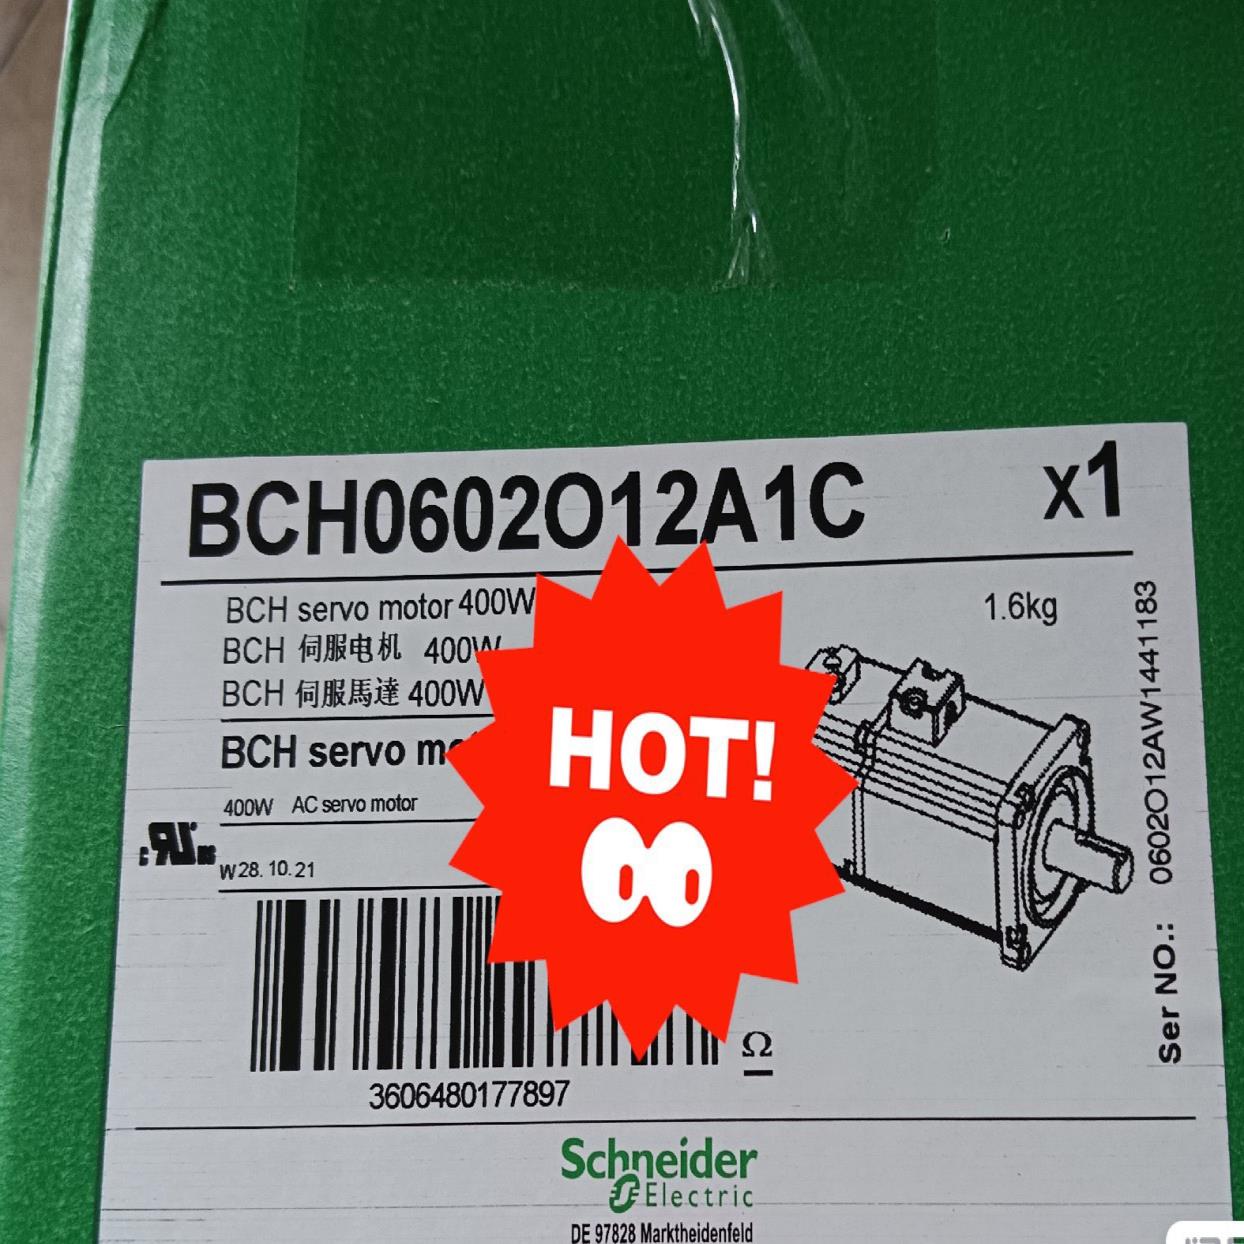 BCH0602O12A1C x1
BCH servo motor 400W
1.6kg
BCH 伺服电机 400W
BCH 伺服馬達 400W
BCH servo
400W AC servo motor
W28.10.21
HOT!
3606480177897
Ω
Ser NO.: 0602O12AW1441183
Schneider
Electric
DE 97828 Marktheidenfeld